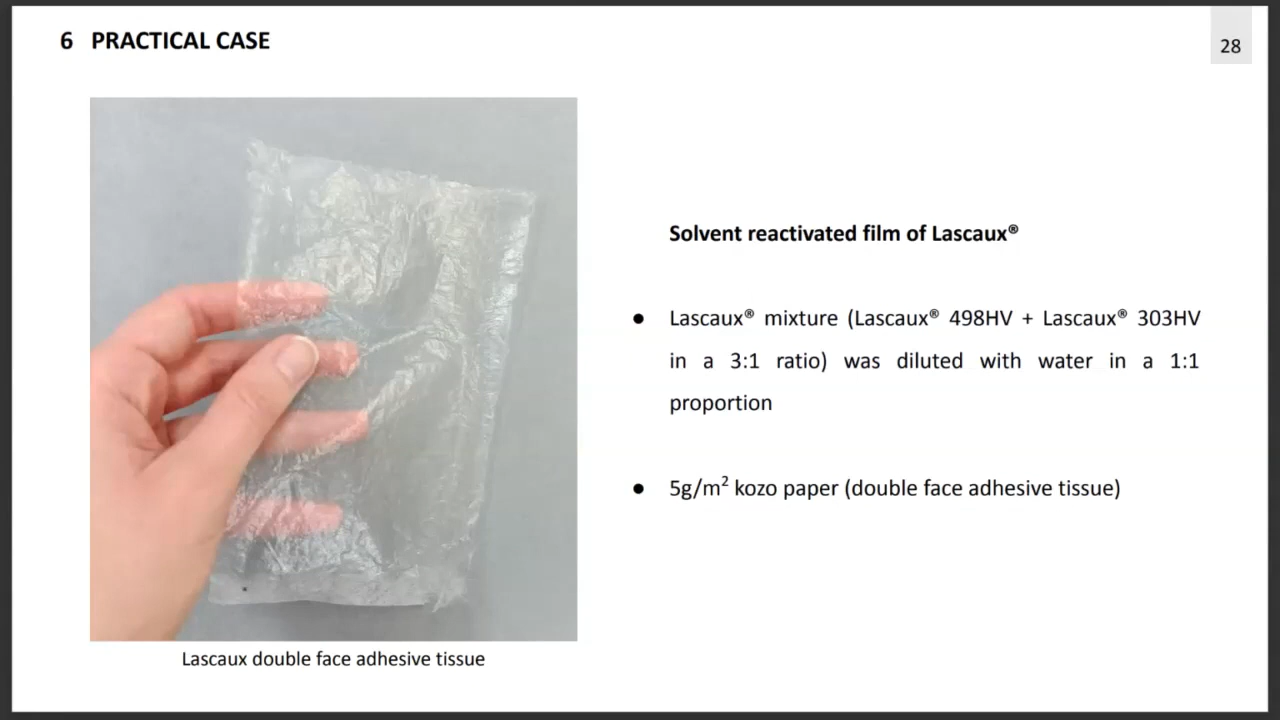 6 PRACTICAL CASE
28
Solvent reactivated film of Lascaux®
● Lascaux® mixture (Lascaux® 498HV + Lascaux® 303HV
in a 3:1 ratio) was diluted with water in a 1:1
proportion
● 5g/m² kozo paper (double face adhesive tissue)
Lascaux double face adhesive tissue